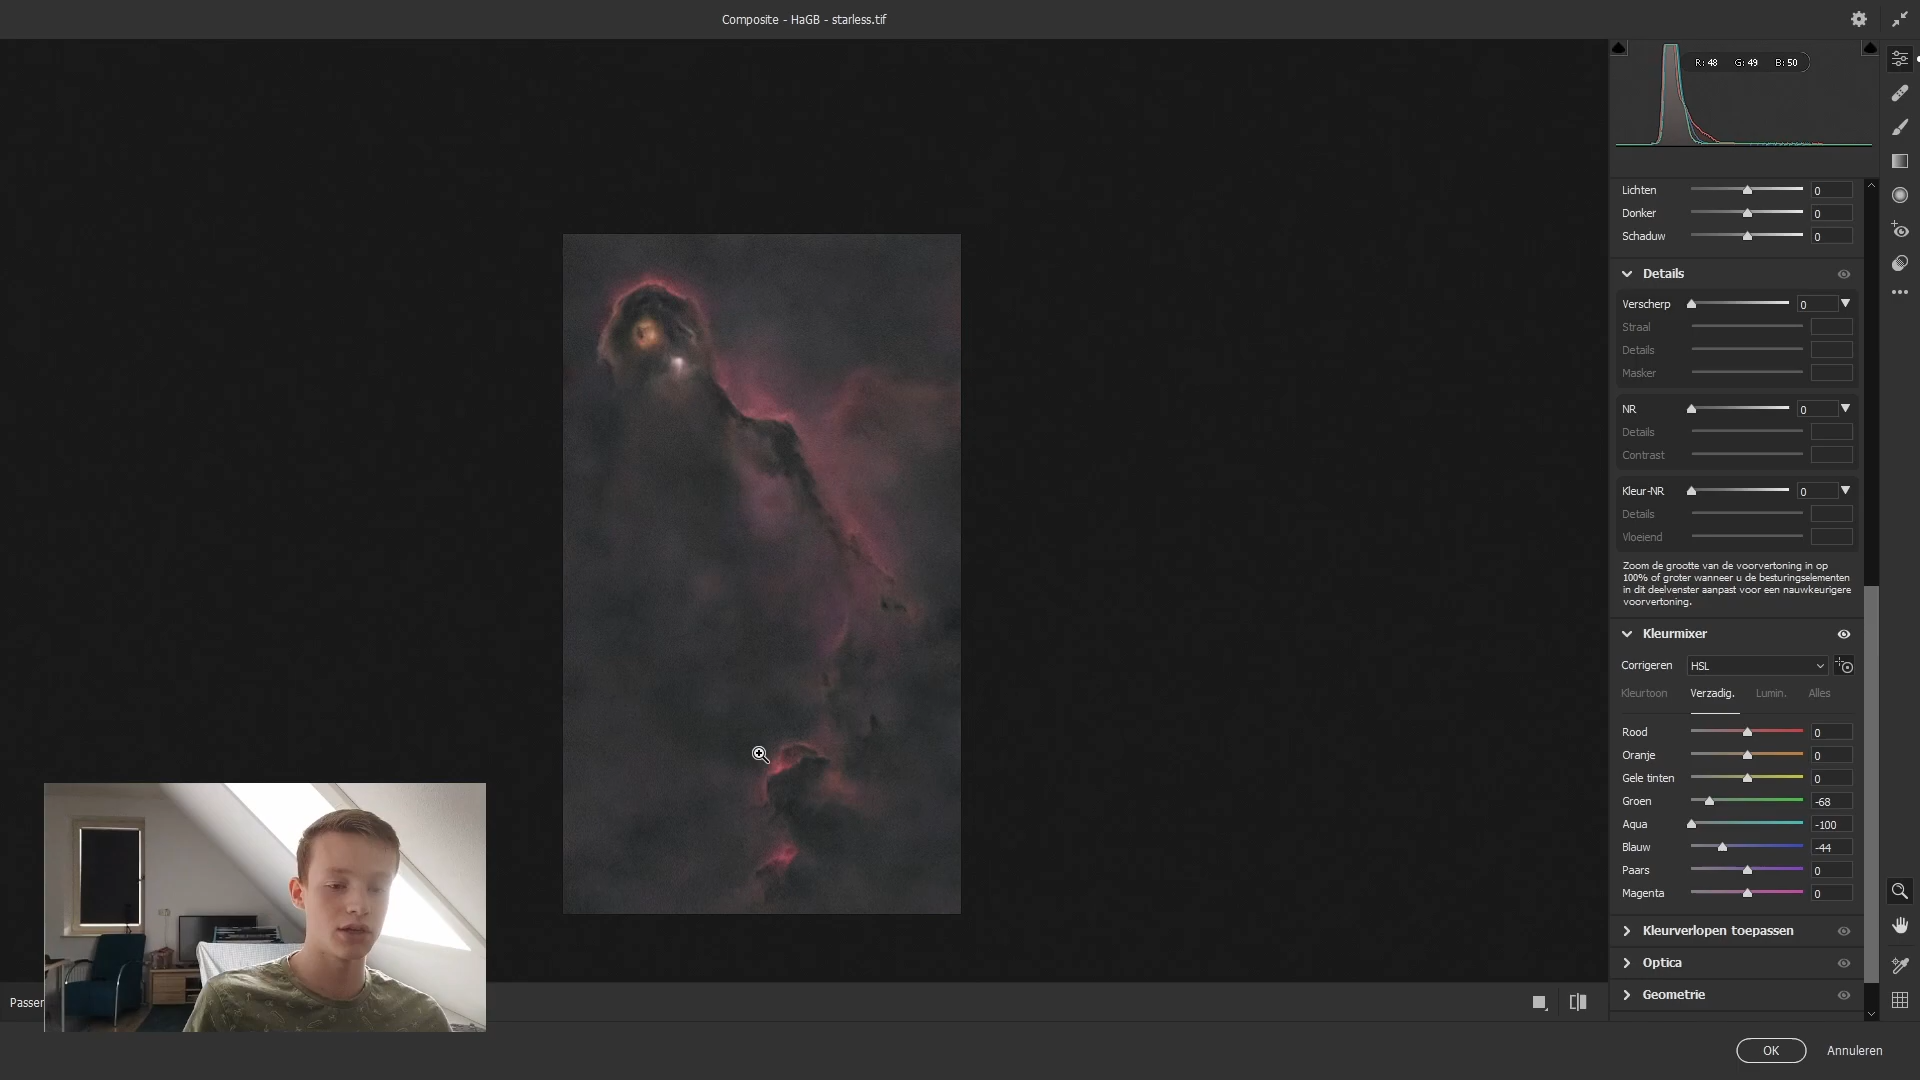 Composite - HaGB - starless.tif
R: 48 G: 49 B: 50
Lichten 0
Donker 0
Schaduw 0
Details
Verscherp 0
Straal
Details
Masker
NR 0
Details
Contrast
Kleur-NR 0
Details
Vloeiend
Zoom de grootte van de voorvertoning in op
100% of groter wanneer u de besturingselementen
in dit deelvenster aanpast voor een nauwkeurigere
voorvertoning.
Kleurmixer
Corrigeren HSL
Kleurtoon Verzadig. Lumin. Alles
Rood 0
Oranje 0
Gele tinten 0
Groen -68
Aqua -100
Blauw -44
Paars 0
Magenta 0
Kleurverlopen toepassen
Optica
Geometrie
OK Annuleren